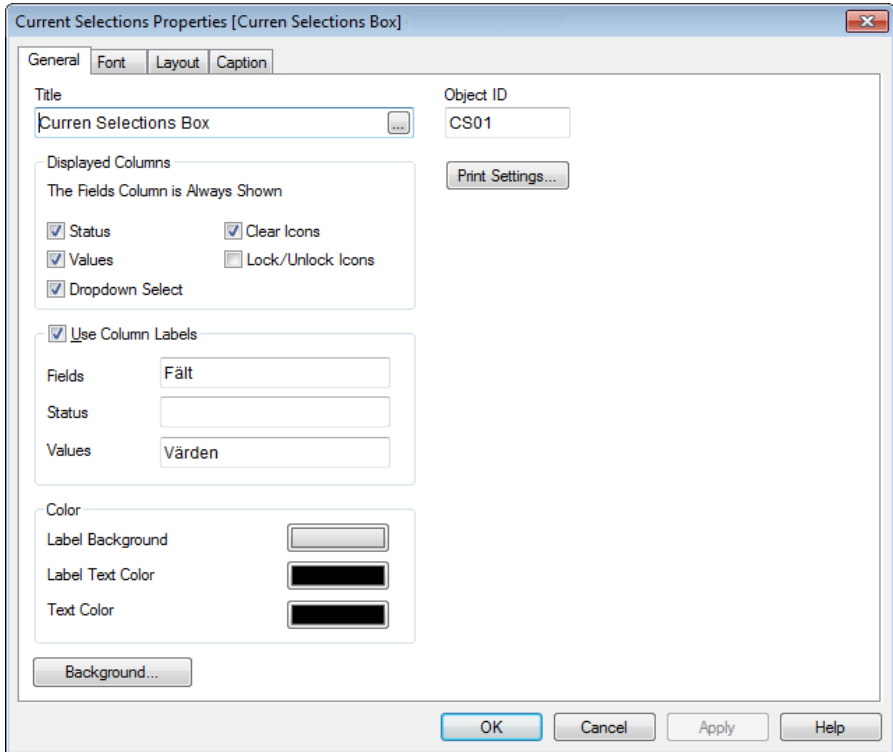 Current Selections Properties [Curren Selections Box]
General Font Layout Caption
Title Object ID
Curren Selections Box ... CS01
Displayed Columns Print Settings...
The Fields Column is Always Shown
Status Clear Icons
Values Lock/Unlock Icons
Dropdown Select
Use Column Labels
Fields Fält
Status
Values Värden
Color
Label Background
Label Text Color
Text Color
Background...
OK Cancel Apply Help